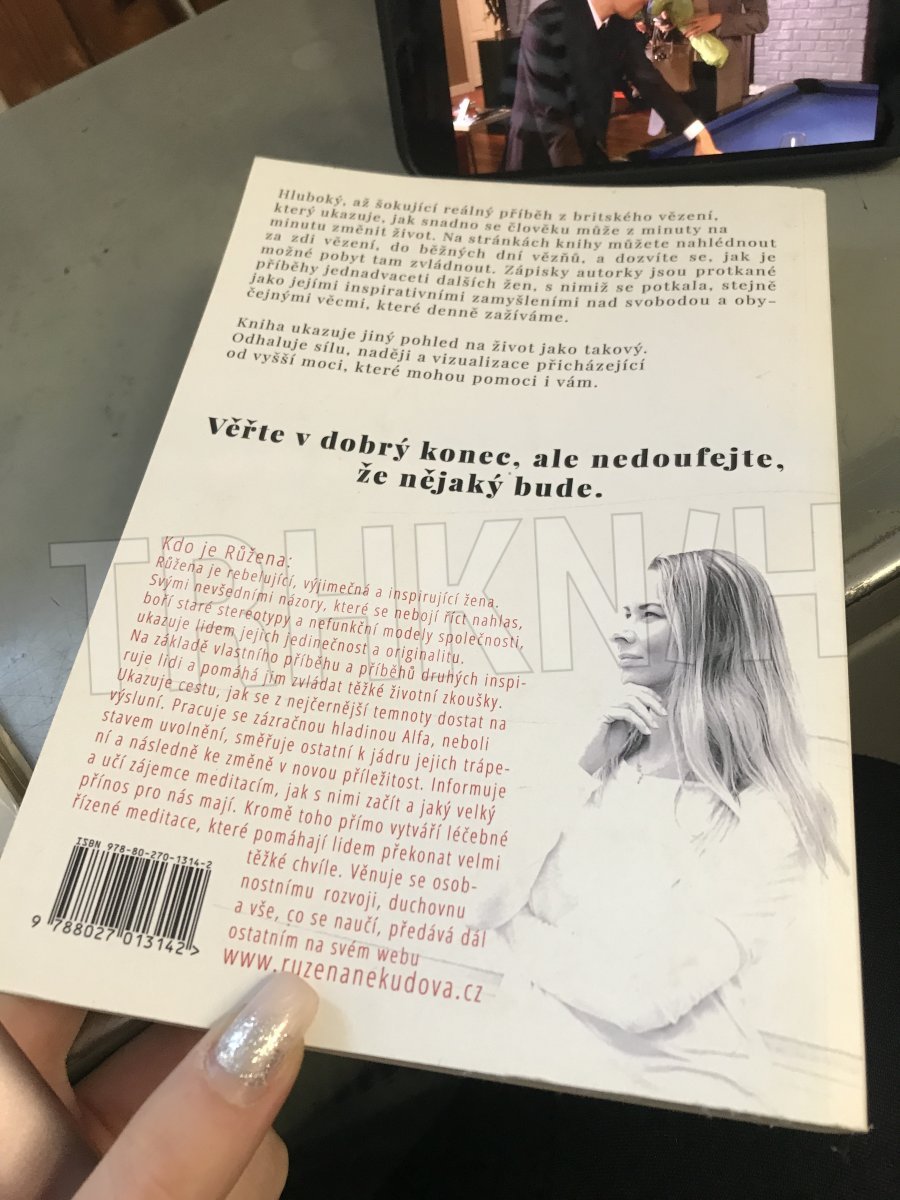 Hluboký, až šokující reálný příběh z britského vězení,
který ukazuje, jak snadno se člověku může z minuty na
minutu změnit život. Na stránkách knihy můžete nahlédnout
za zdi vězení, do běžných dní vězňů, a dozvíte se, jak je
možné pobyt tam zvládnout. Zápisky autorky jsou protkané
příběhy jednadvaceti dalších žen, s nimiž se potkala, stejně
jako jejími inspirativními zamyšleními nad svobodou a oby-
čejnými věcmi, které denně zažíváme.
Kniha ukazuje jiný pohled na život jako takový.
Odhaluje sílu, naději a vizualizace přicházející
od vyšší moci, které mohou pomoci i vám.
Věřte v dobrý konec, ale nedoufejte,
že nějaký bude.
TRUKN/H
Kdo je Růžena:
Růžena je rebelující, výjimečná a inspirující žena.
Svými nevšedními názory, které se nebojí říct nahlas,
boří staré stereotypy a nefunkční modely společnosti,
ukazuje lidem jejich jedinečnost a originalitu.
Na základě vlastního příběhu a příběhů druhých inspi-
ruje lidi a pomáhá jim zvládat těžké životní zkoušky.
Ukazuje cestu, jak se z nejčernější temnoty dostat na
výsluní. Pracuje se zázračnou hladinou Alfa, neboli
stavem uvolnění, směřuje ostatní k jádru jejich trápe-
ní a následně ke změně v novou příležitost. Informuje
a učí zájemce meditacím, jak s nimi začít a jaký velký
přínos pro nás mají. Kromě toho přímo vytváří léčebné
řízené meditace, které pomáhají lidem překonat velmi
těžké chvíle. Věnuje se osob-
nostnímu rozvoji, duchovnu
a vše, co se naučí, předává dál
ostatním na svém webu
www.ruzenanekudova.cz
ISBN 978-80-270-1314-2
9 788027 013142 >